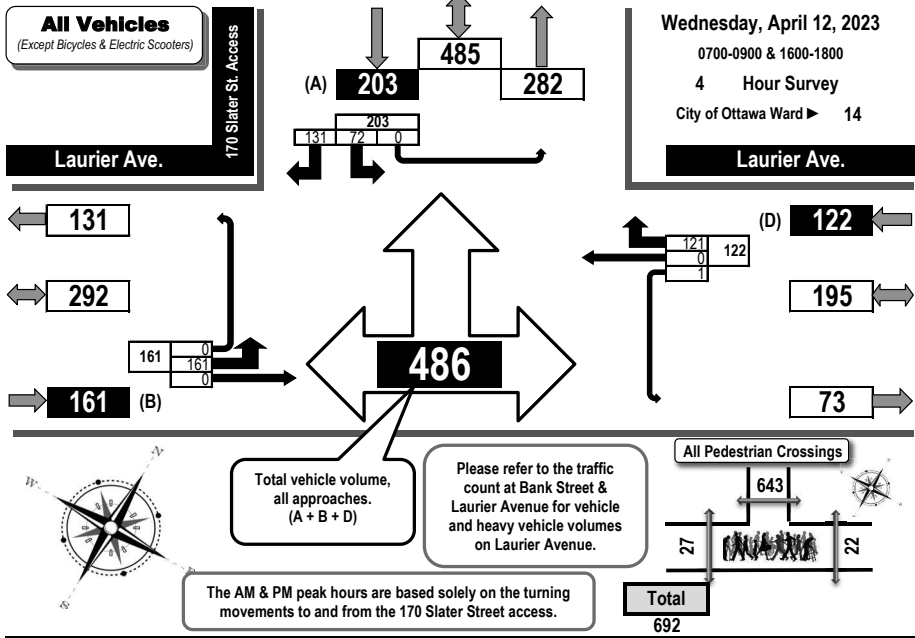 All Vehicles
(Except Bicycles & Electric Scooters)
170 Slater St. Access
Laurier Ave.
485
(A) 203
282
203
131 72 0
Wednesday, April 12, 2023
0700-0900 & 1600-1800
4 Hour Survey
City of Ottawa Ward ► 14
Laurier Ave.
131
292
161
0
161
0
161 (B)
(D) 122
121
0
1
122
195
73
486
Total vehicle volume,
all approaches.
(A + B + D)
Please refer to the traffic
count at Bank Street &
Laurier Avenue for vehicle
and heavy vehicle volumes
on Laurier Avenue.
The AM & PM peak hours are based solely on the turning
movements to and from the 170 Slater Street access.
N
W
E
S
All Pedestrian Crossings
643
27
22
Total
692